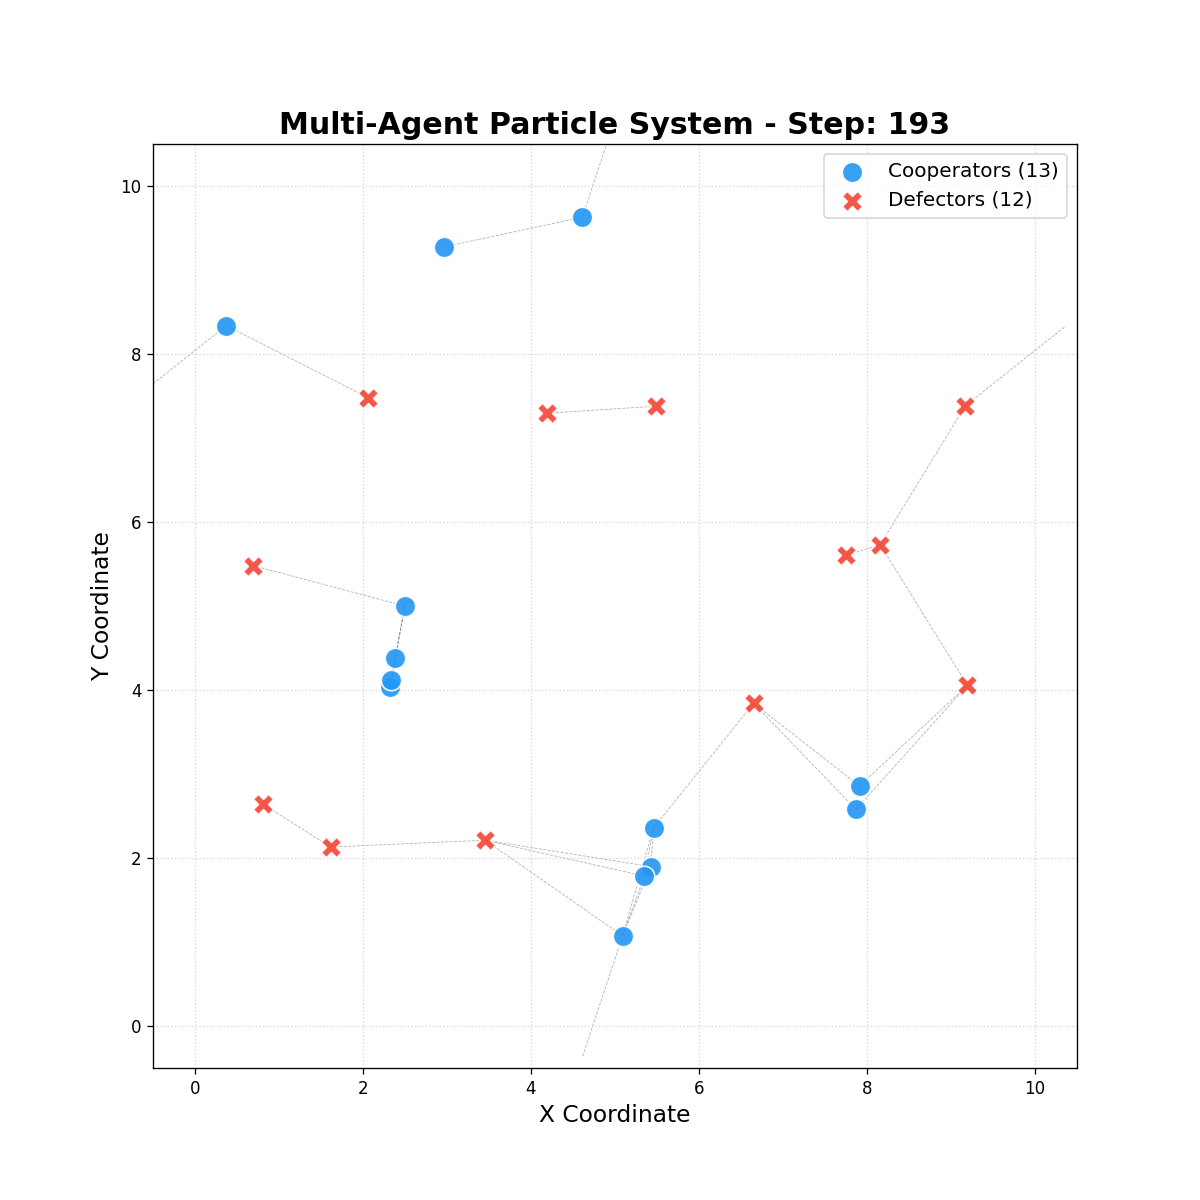 Multi-Agent Particle System - Step: 193
Cooperators (13)
Defectors (12)
10
8
6
4
2
0
Y Coordinate
0 2 4 6 8 10
X Coordinate